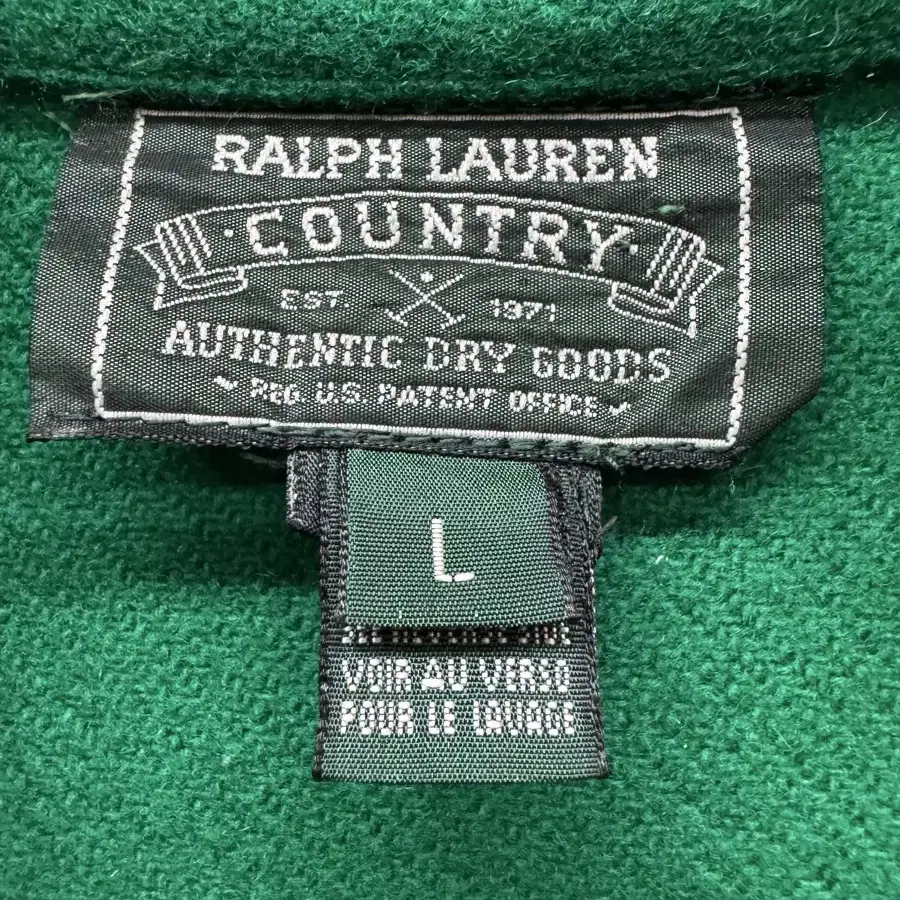 RALPH LAUREN
·COUNTRY·
EST. 1971
AUTHENTIC DRY GOODS
REG. U.S. PATENT OFFICE
L
VOIR AU VERSO
POUR LE LAVAGE